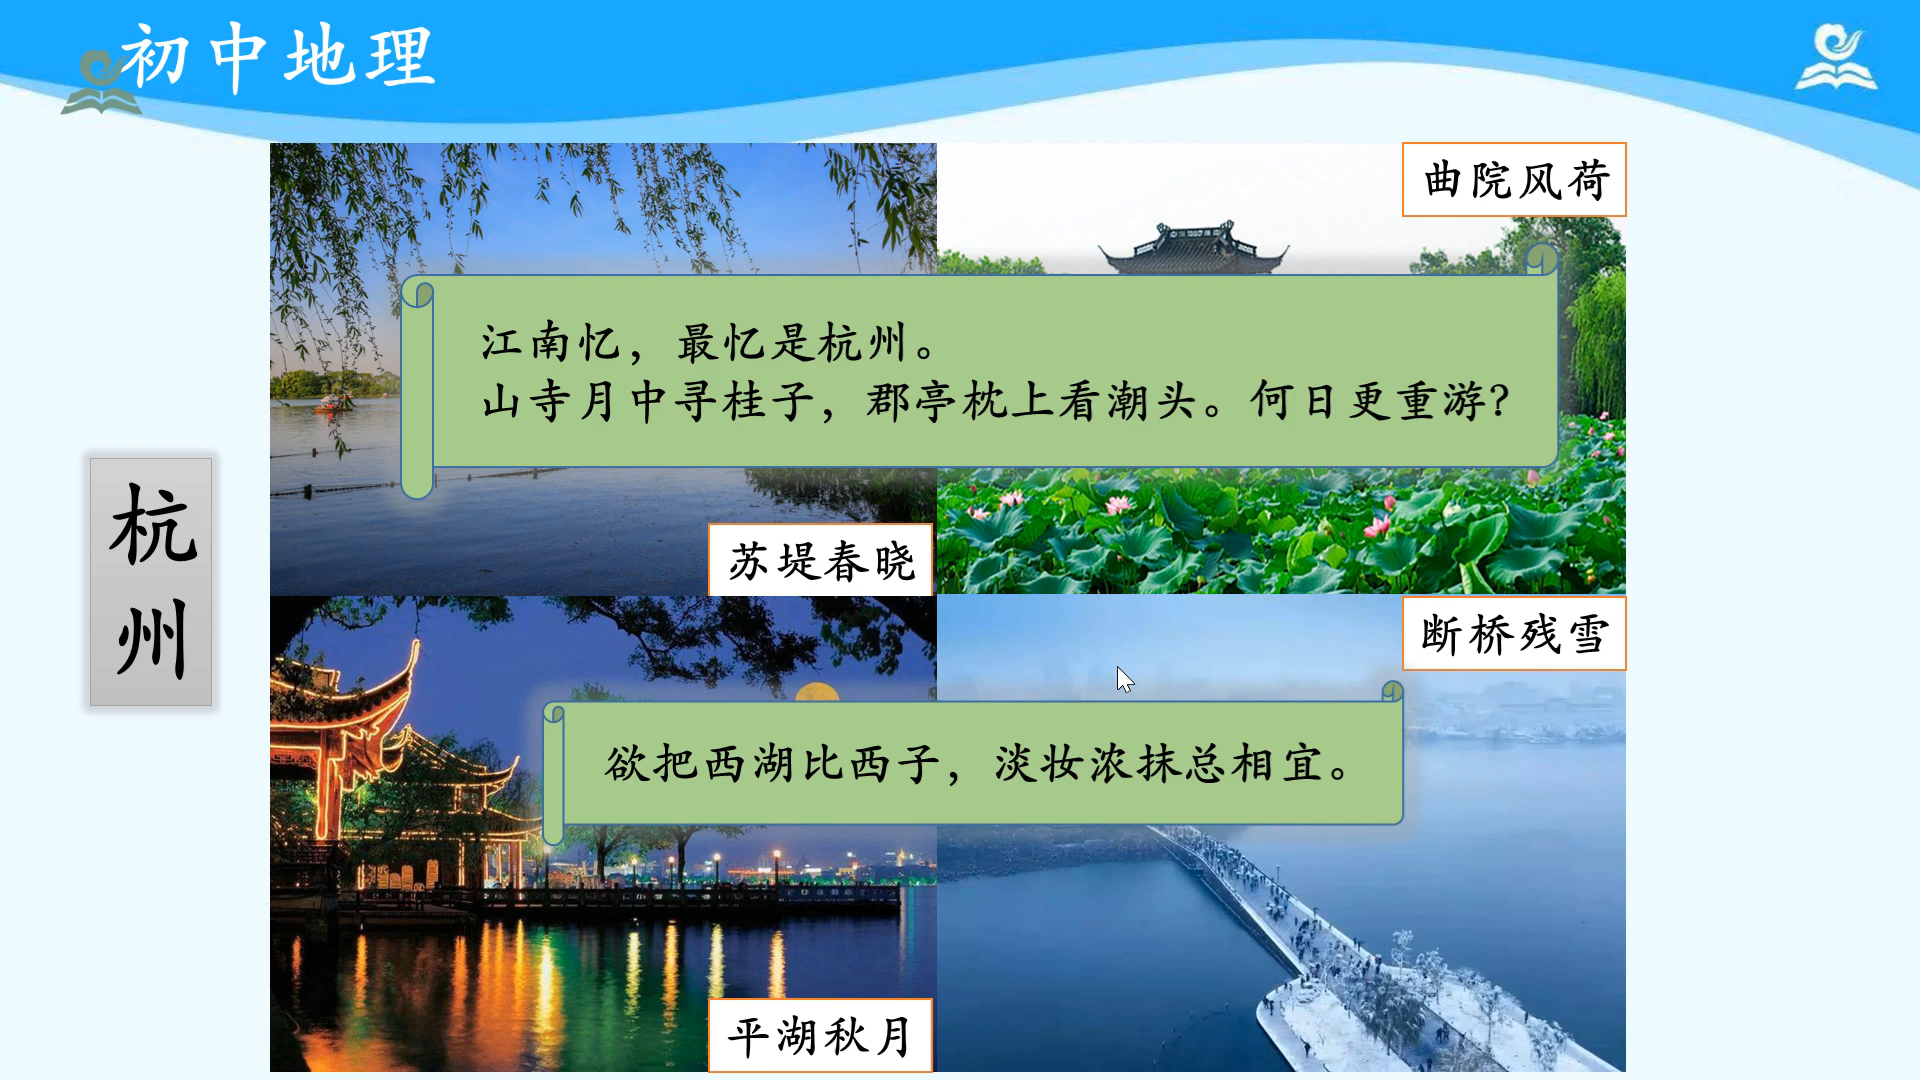 初中地理
曲院风荷
江南忆，最忆是杭州。
山寺月中寻桂子，郡亭枕上看潮头。何日更重游？
苏堤春晓
杭州
断桥残雪
欲把西湖比西子，淡妆浓抹总相宜。
平湖秋月